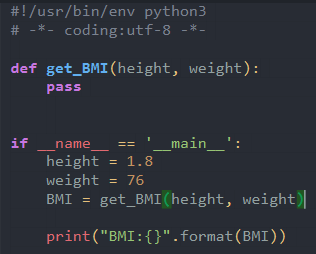 #!/usr/bin/env python3
# -*- coding:utf-8 -*-
def get_BMI(height, weight):
    pass
if __name__ == '__main__':
    height = 1.8
    weight = 76
    BMI = get_BMI(height, weight)
    print("BMI:{}".format(BMI))